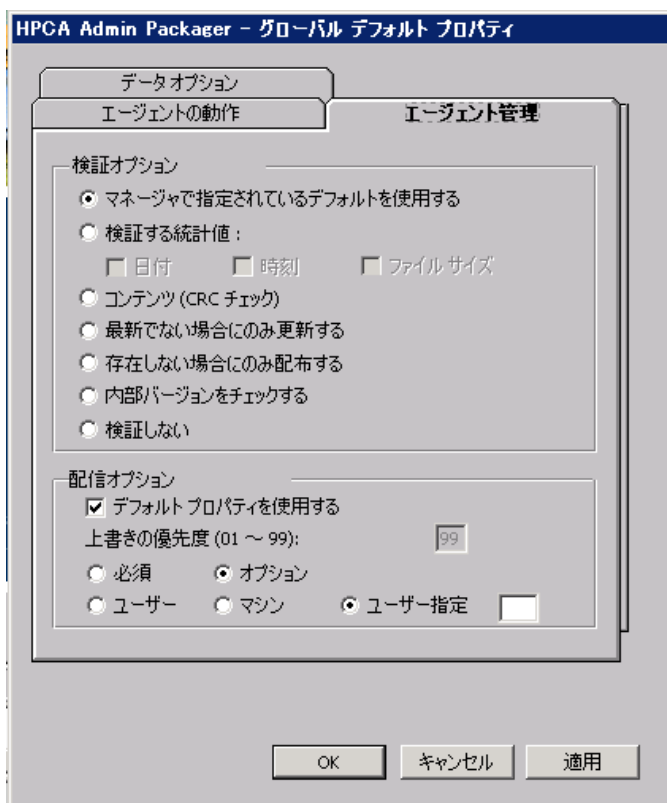 HPCA Admin Packager - グローバル デフォルト プロパティ
データ オプション
エージェントの動作 エージェント管理
検証オプション
マネージャで指定されているデフォルトを使用する
検証する統計値 :
日付 時刻 ファイル サイズ
コンテンツ (CRC チェック)
最新でない場合にのみ更新する
存在しない場合にのみ配布する
内部バージョンをチェックする
検証しない
配信オプション
デフォルト プロパティを使用する
上書きの優先度 (01 ~ 99): 99
必須 オプション
ユーザー マシン ユーザー指定
OK キャンセル 適用